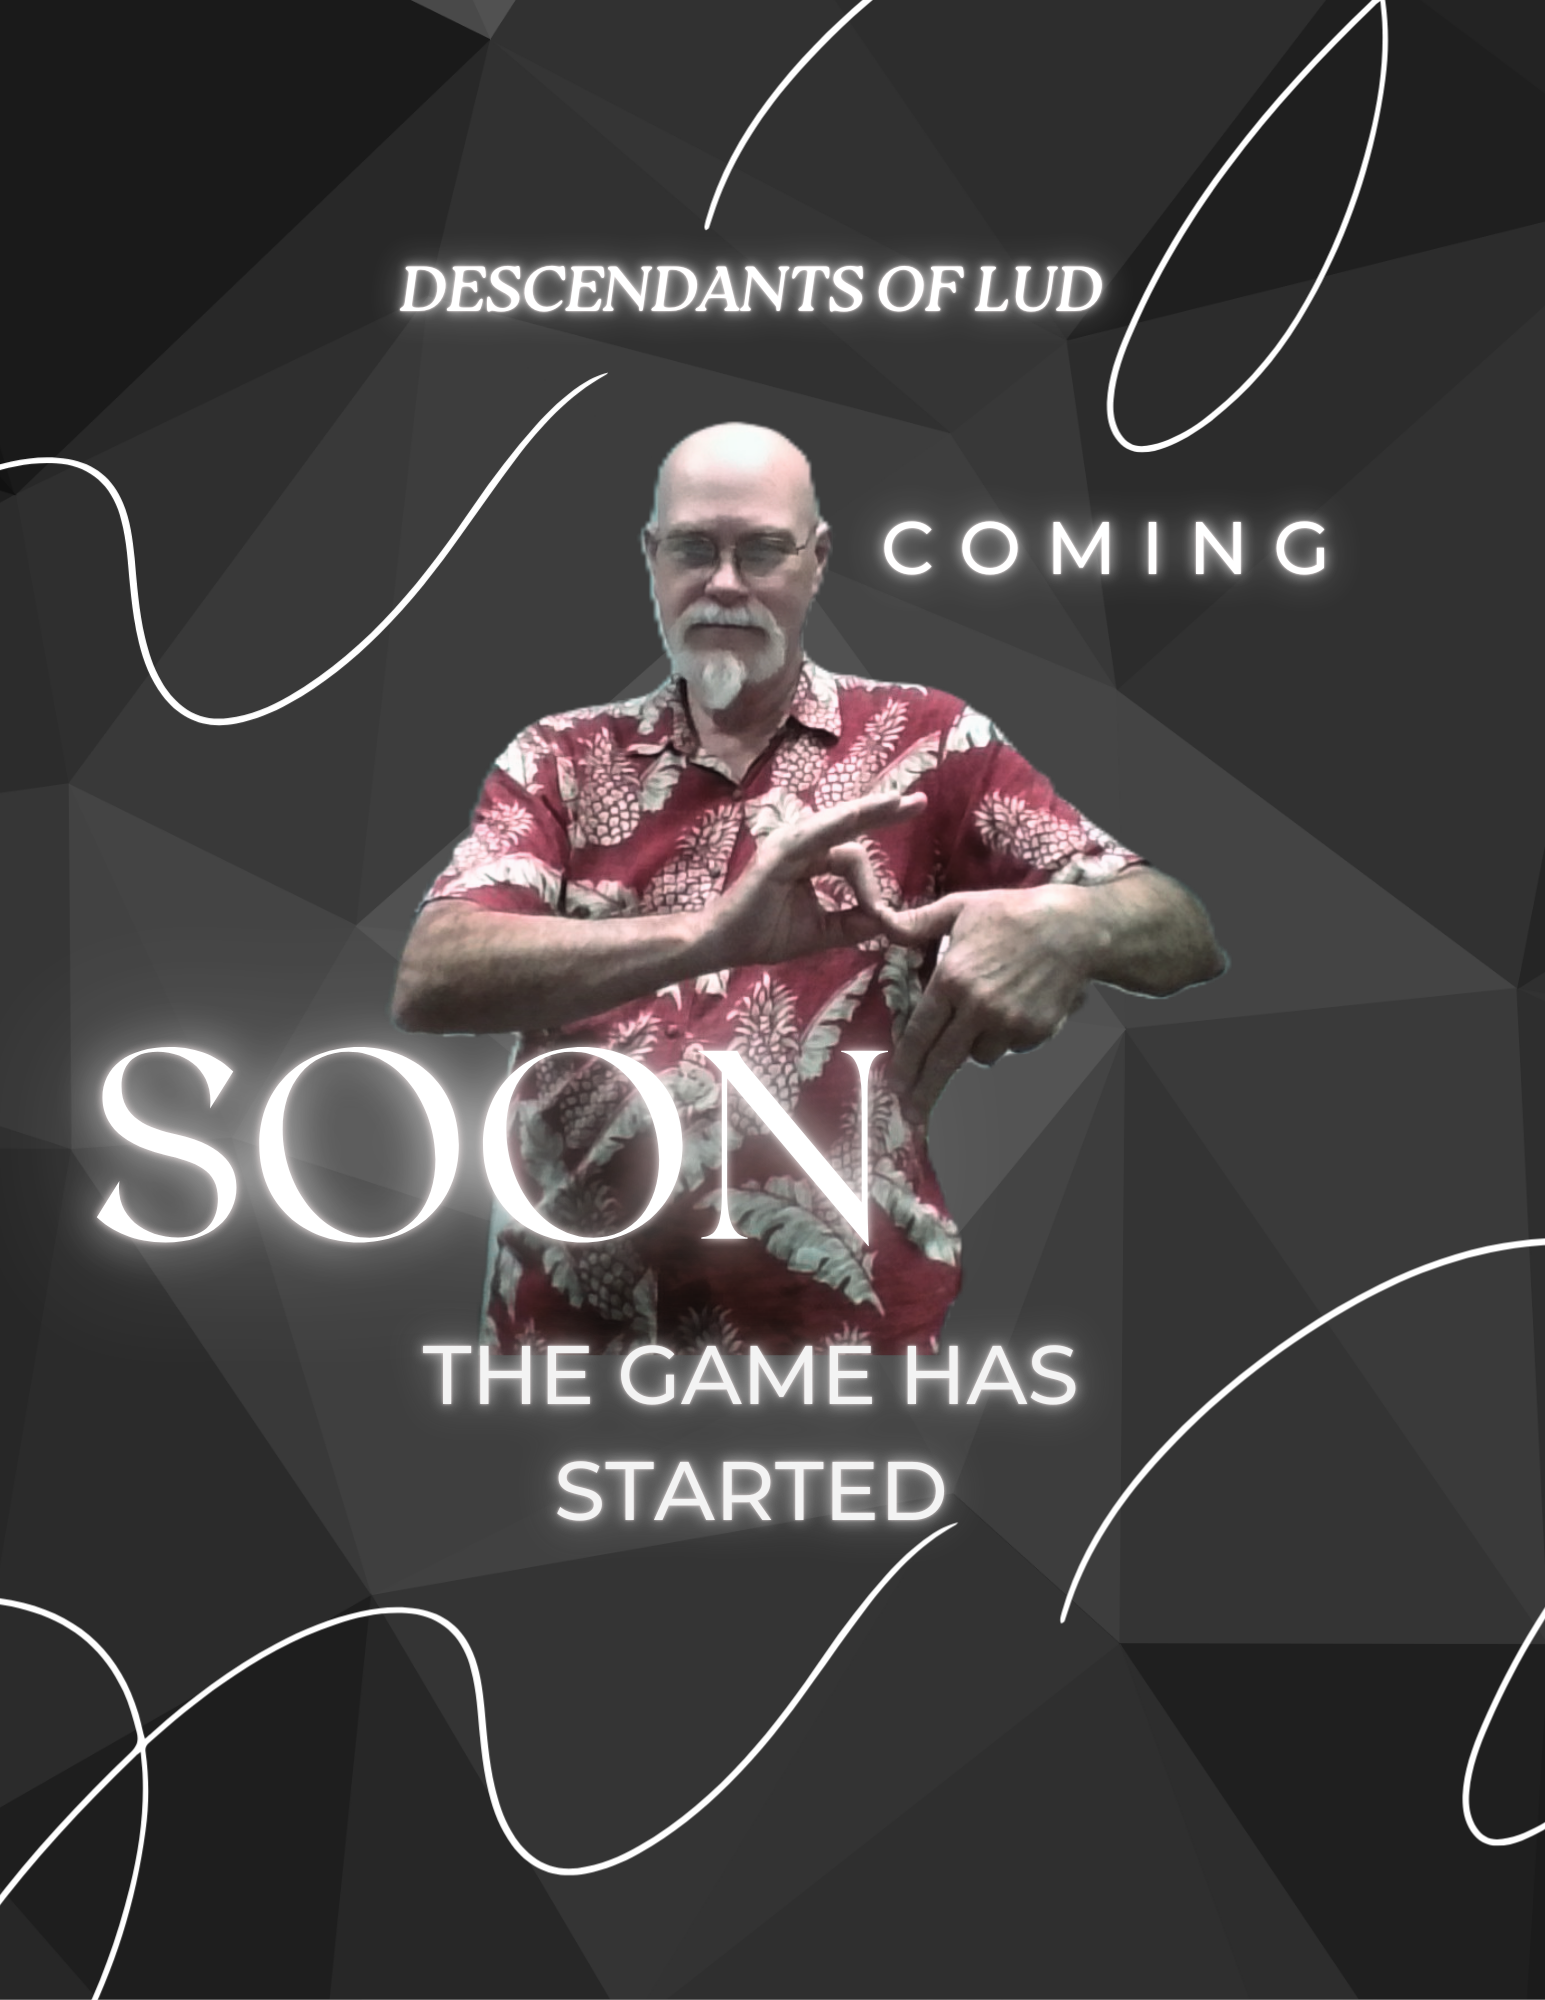 DESCENDANTS OF LUD
COMING
SOON
THE GAME HAS
STARTED